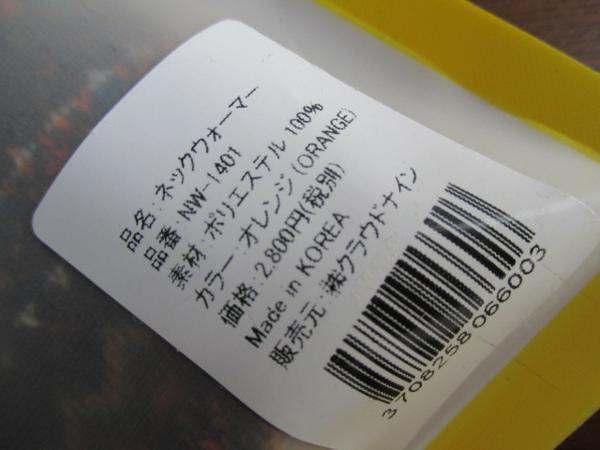 品名:ネックウォーマー
品番:NW-1401
素材:ポリエステル 100%
カラー:オレンジ(ORANGE)
価格:2.800円(税別)
Made in KOREA
販売元:㈱クラウドナイン
3708258066003